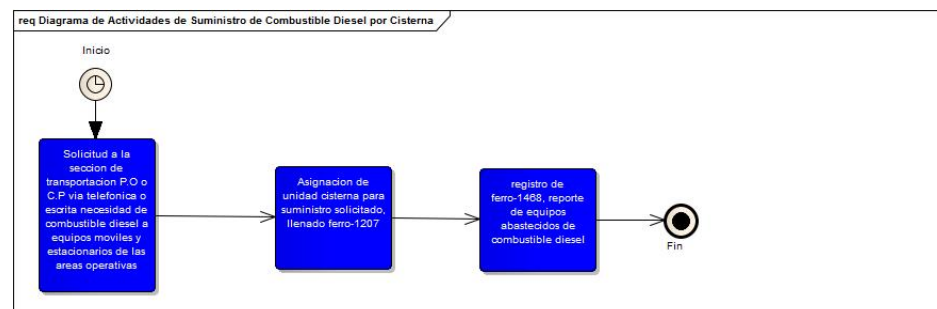 req Diagrama de Actividades de Suministro de Combustible Diesel por Cisterna
Inicio
Solicitud a la
seccion de
transportacion P.O o
C.P via telefonica o
escrita necesidad de
combustible diesel a
equipos moviles y
estacionarios de las
areas operativas
Asignacion de
unidad cisterna para
suministro solicitado,
llenado ferro-1207
registro de
ferro-1468, reporte
de equipos
abastecidos de
combustible diesel
Fin